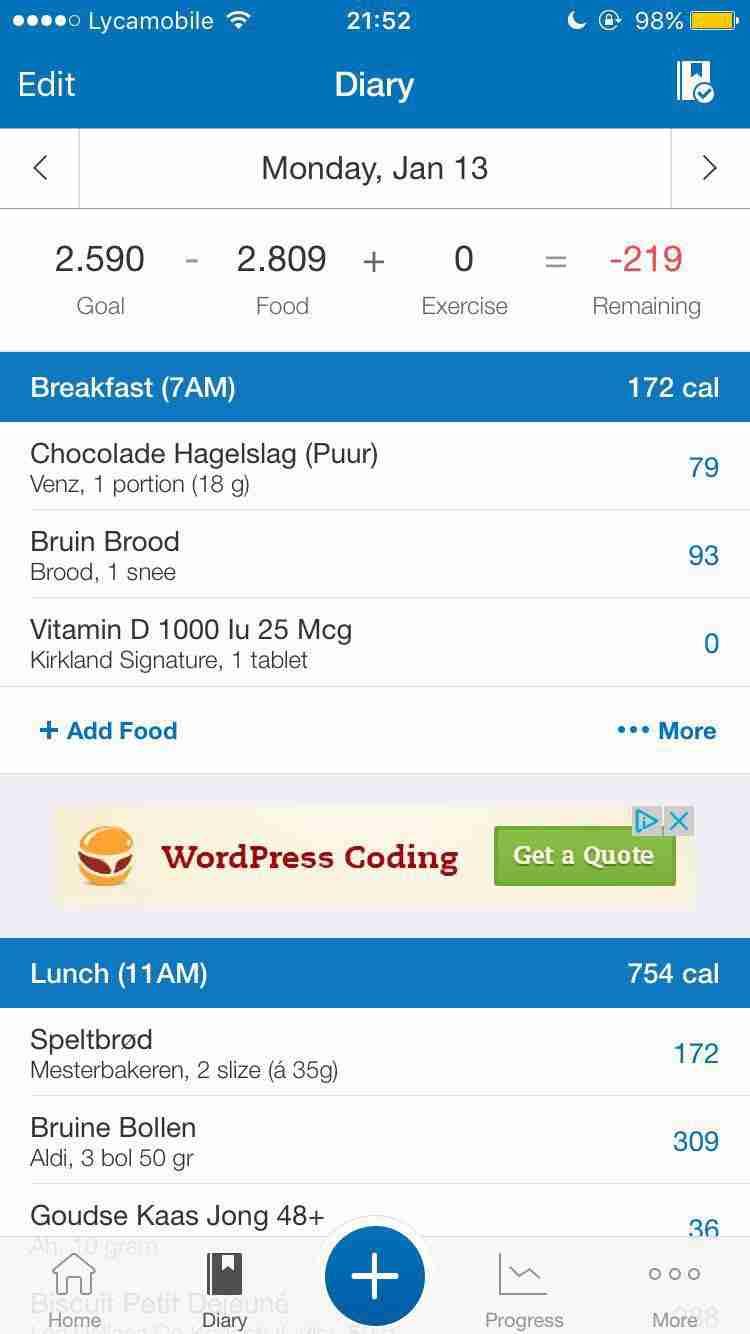 Lycamobile 21:52 98%
Edit Diary
Monday, Jan 13
2.590 - 2.809 + 0 = -219
Goal Food Exercise Remaining
Breakfast (7AM) 172 cal
Chocolade Hagelslag (Puur) 79
Venz, 1 portion (18 g)
Bruin Brood 93
Brood, 1 snee
Vitamin D 1000 Iu 25 Mcg 0
Kirkland Signature, 1 tablet
+ Add Food ••• More
WordPress Coding Get a Quote
Lunch (11AM) 754 cal
Speltbrød 172
Mesterbakeren, 2 slize (á 35g)
Bruine Bollen 309
Aldi, 3 bol 50 gr
Goudse Kaas Jong 48+ 36
Ah, 10 gram
Biscuit Petit Dejeuné
Home Diary Progress More